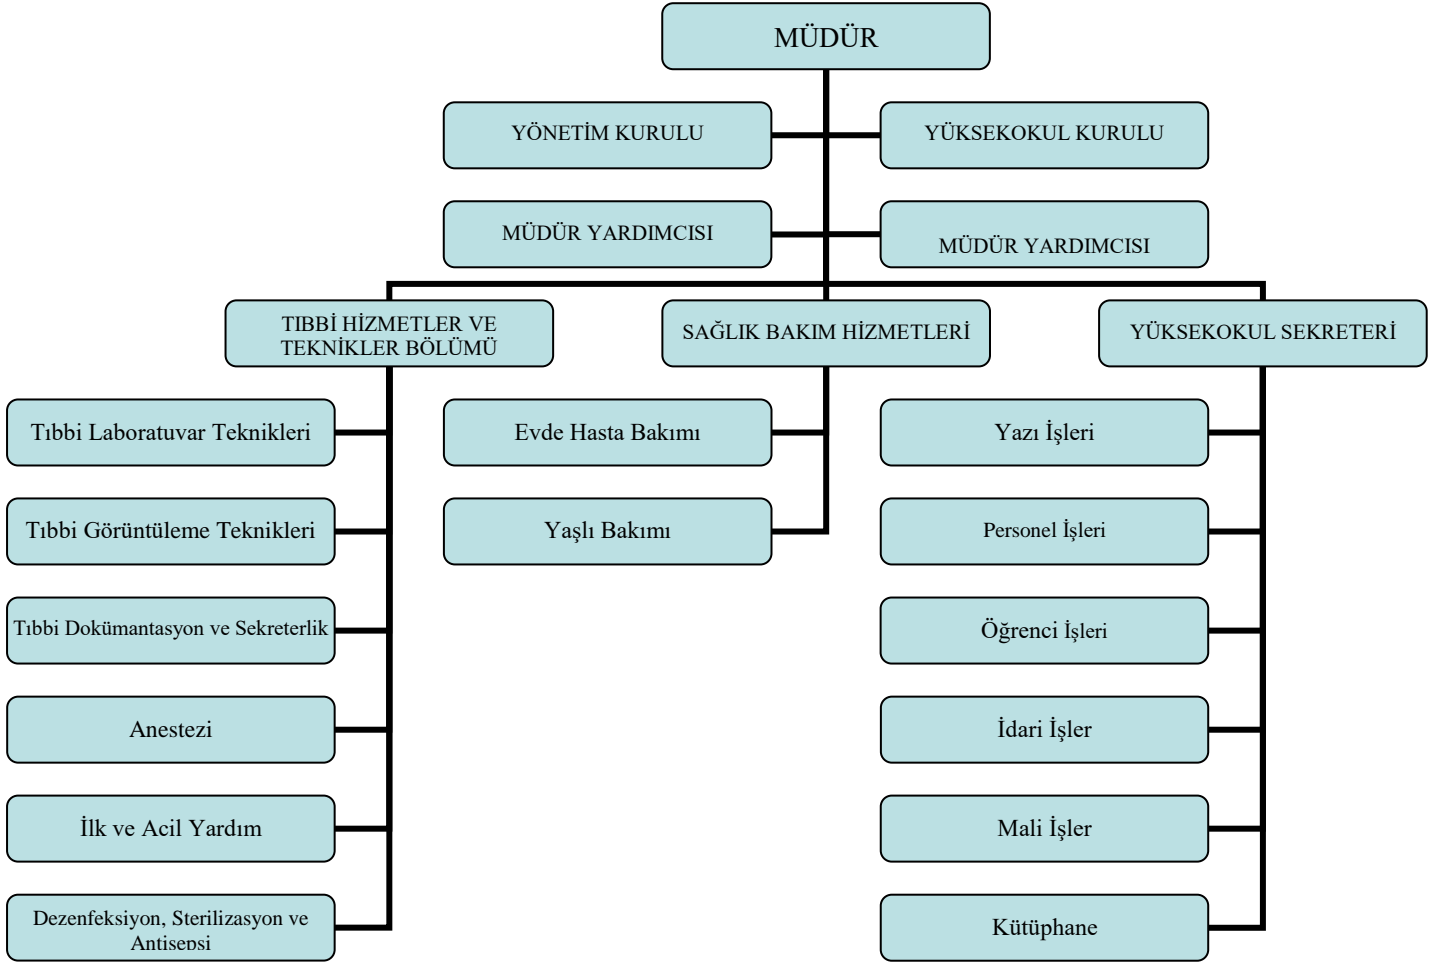 MÜDÜR
YÖNETİM KURULU
YÜKSEKOKUL KURULU
MÜDÜR YARDIMCISI
MÜDÜR YARDIMCISI
TIBBİ HİZMETLER VE
TEKNİKLER BÖLÜMÜ
SAĞLIK BAKIM HİZMETLERİ
YÜKSEKOKUL SEKRETERİ
Tıbbi Laboratuvar Teknikleri
Evde Hasta Bakımı
Yazı İşleri
Tıbbi Görüntüleme Teknikleri
Yaşlı Bakımı
Personel İşleri
Tıbbi Dokümantasyon ve Sekreterlik
Öğrenci İşleri
Anestezi
İdari İşler
İlk ve Acil Yardım
Mali İşler
Dezenfeksiyon, Sterilizasyon ve
Antisepsi
Kütüphane